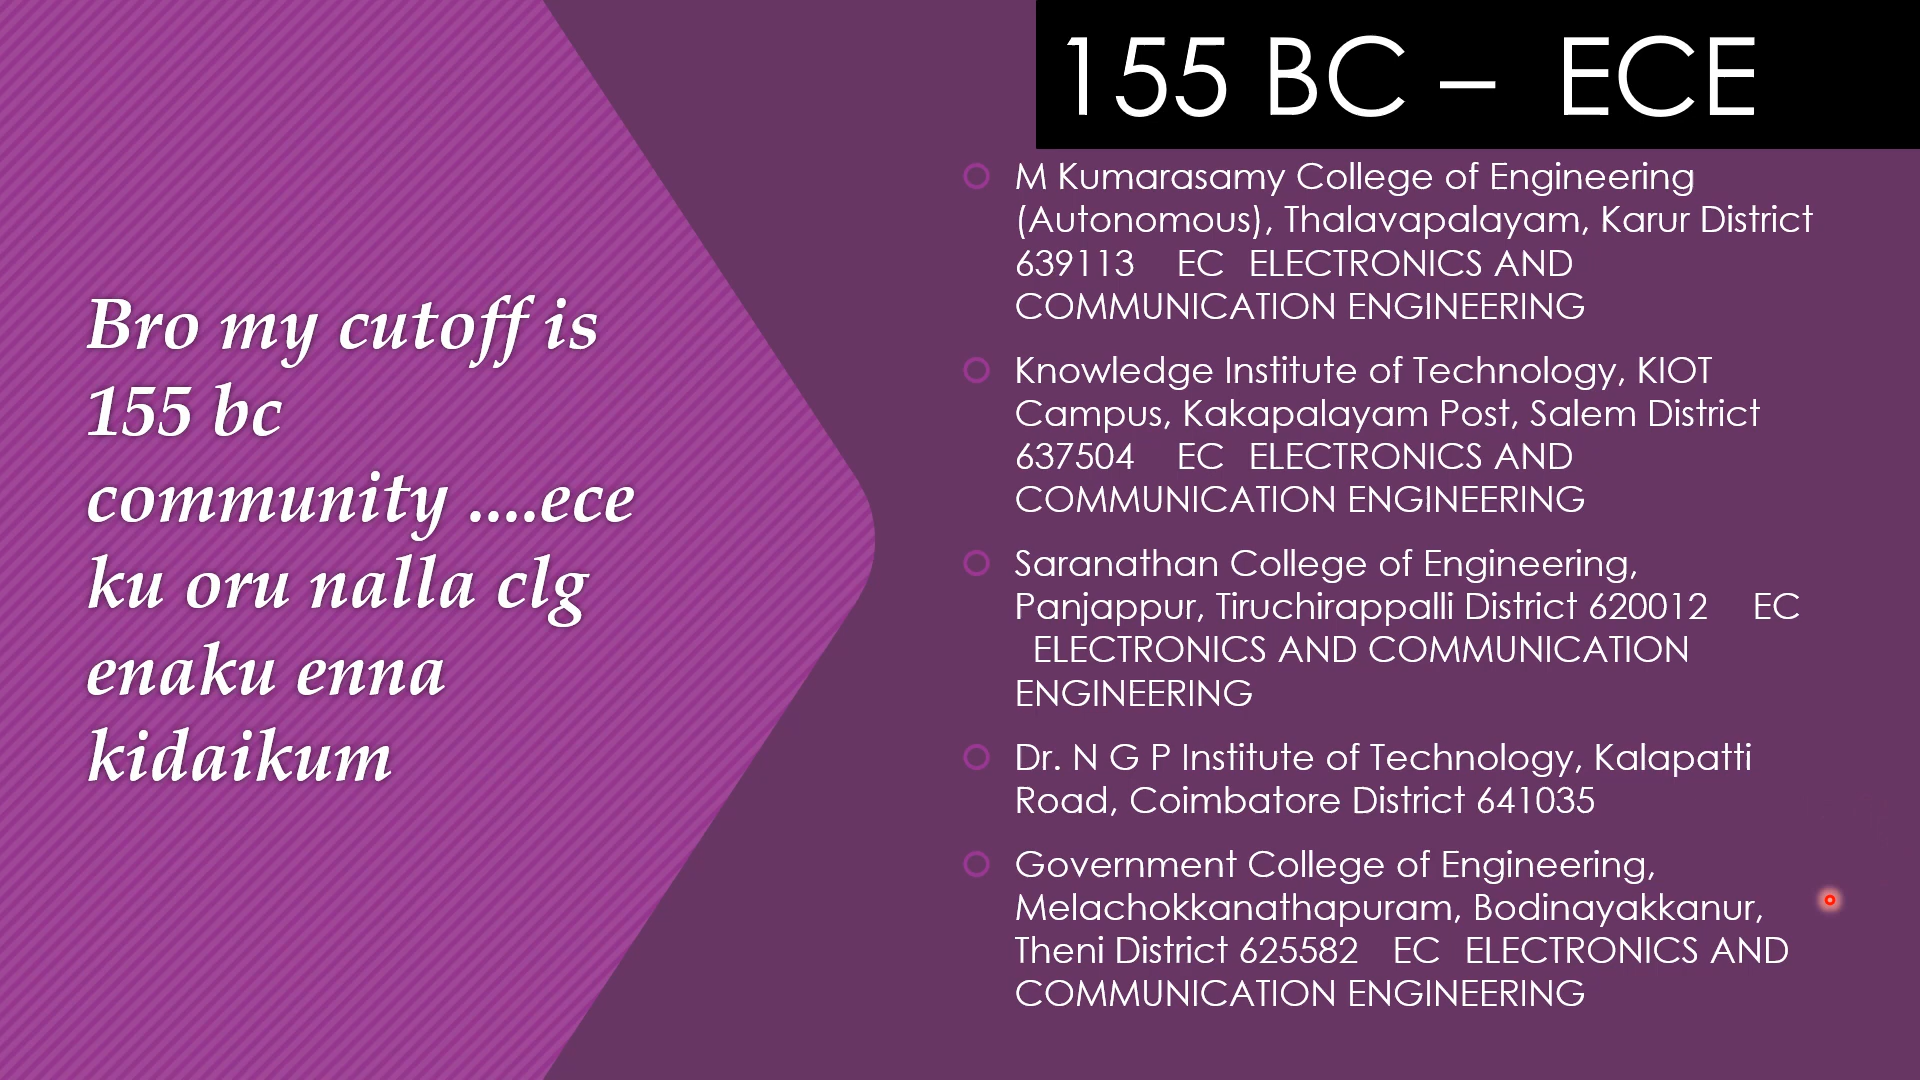 155 BC – ECE
Bro my cutoff is
155 bc
community ....ece
ku oru nalla clg
enaku enna
kidaikum
M Kumarasamy College of Engineering
(Autonomous), Thalavapalayam, Karur District
639113 EC ELECTRONICS AND
COMMUNICATION ENGINEERING
Knowledge Institute of Technology, KIOT
Campus, Kakapalayam Post, Salem District
637504 EC ELECTRONICS AND
COMMUNICATION ENGINEERING
Saranathan College of Engineering,
Panjappur, Tiruchirappalli District 620012 EC
ELECTRONICS AND COMMUNICATION
ENGINEERING
Dr. N G P Institute of Technology, Kalapatti
Road, Coimbatore District 641035
Government College of Engineering,
Melachokkanathapuram, Bodinayakkanur,
Theni District 625582 EC ELECTRONICS AND
COMMUNICATION ENGINEERING